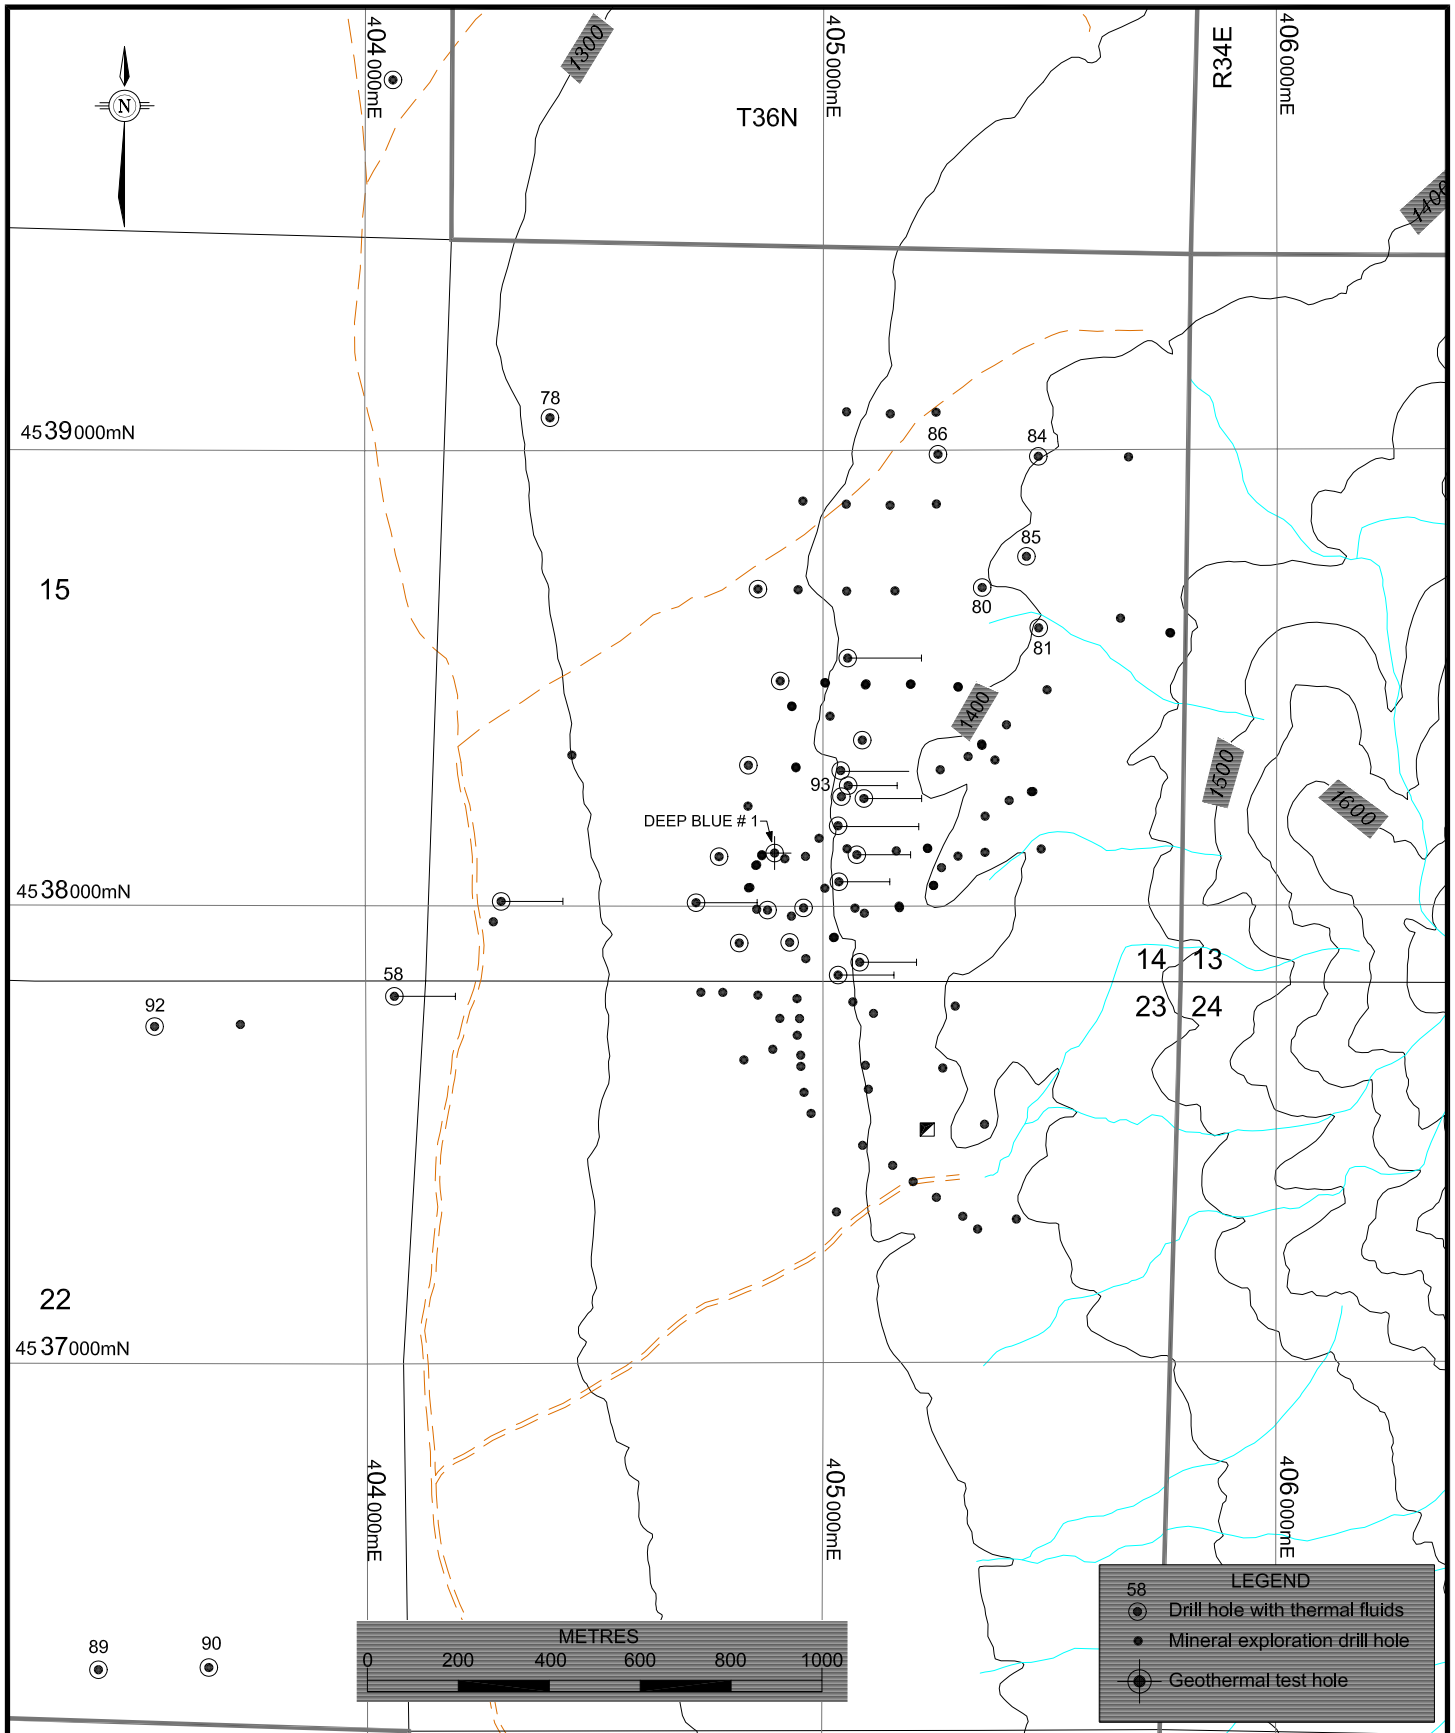 404000mE
405000mE
406000mE
R34E
1300
N
T36N
1400
78
4539000mN
86
84
85
15
80
81
1400
93
1500
1600
DEEP BLUE # 1
4538000mN
14 13
58
92
23 24
22
4537000mN
404000mE
405000mE
406000mE
LEGEND
58
Drill hole with thermal fluids
Mineral exploration drill hole
Geothermal test hole
METRES
0 200 400 600 800 1000
89
90